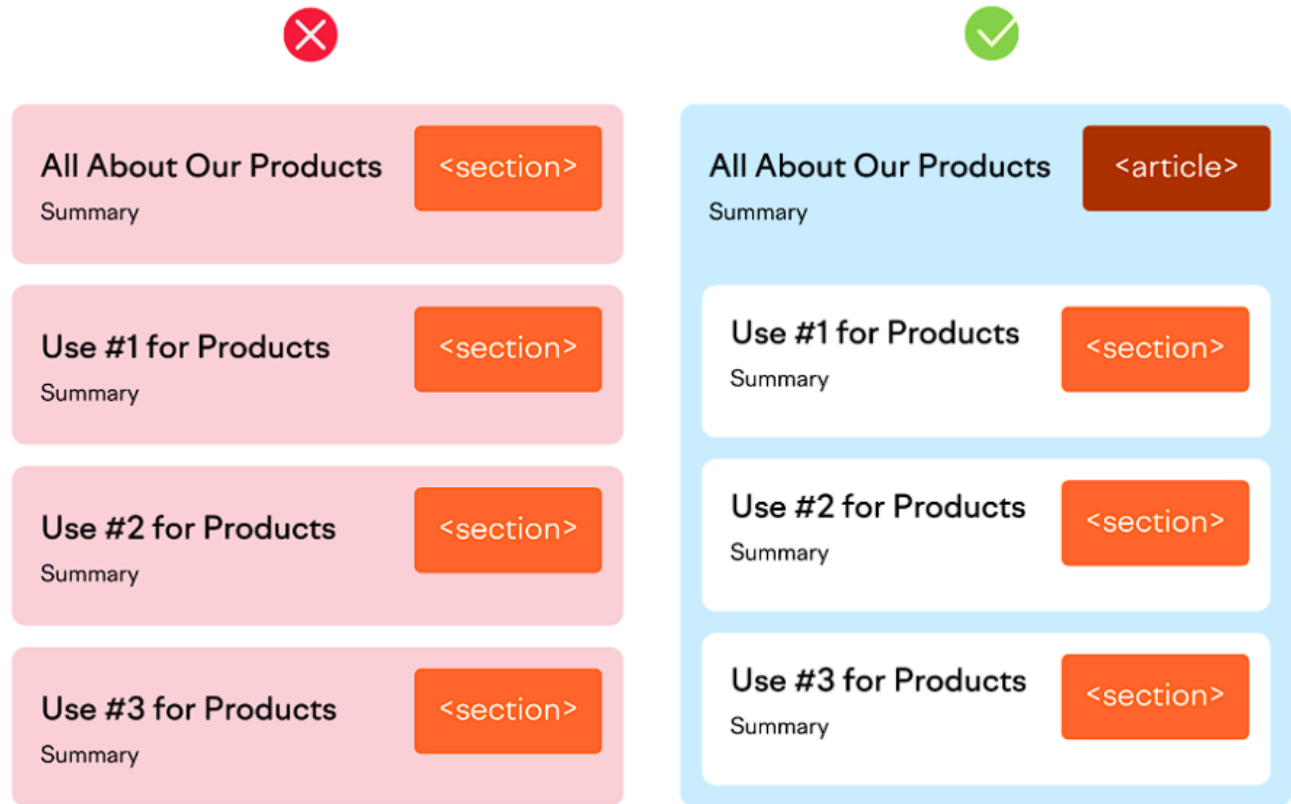 All About Our Products
<section>
Summary
Use #1 for Products
<section>
Summary
Use #2 for Products
<section>
Summary
Use #3 for Products
<section>
Summary
All About Our Products
<article>
Summary
Use #1 for Products
<section>
Summary
Use #2 for Products
<section>
Summary
Use #3 for Products
<section>
Summary